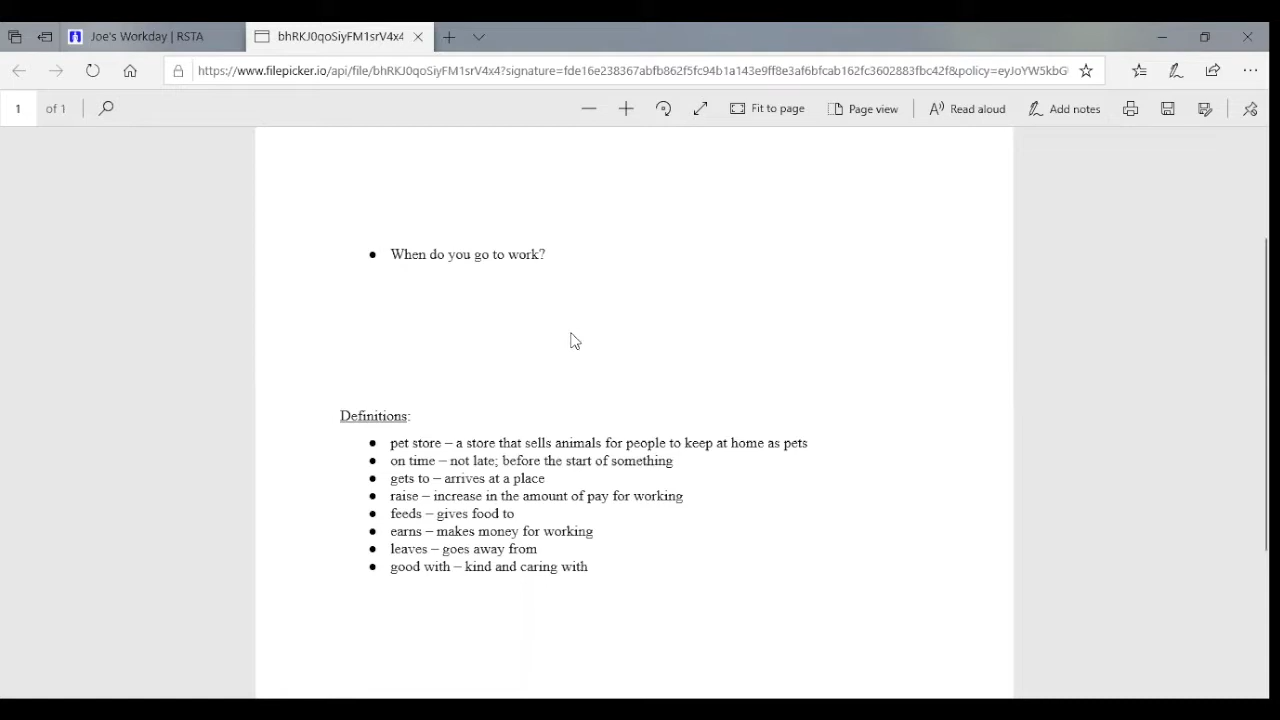 Joe's Workday | RSTA
bhRKJ0qoSiyFM1srV4x4
https://www.filepicker.io/api/file/bhRKJ0qoSiyFM1srV4x4?signature=fde16e238367abfb862f5fc94b1a143e9ff8e3af6bfcab162fc3602883fbc42f&policy=eyJoYW5kbG
1 of 1
Fit to page
Page view
Read aloud
Add notes
● When do you go to work?
Definitions:
● pet store – a store that sells animals for people to keep at home as pets
● on time – not late; before the start of something
● gets to – arrives at a place
● raise – increase in the amount of pay for working
● feeds – gives food to
● earns – makes money for working
● leaves – goes away from
● good with – kind and caring with